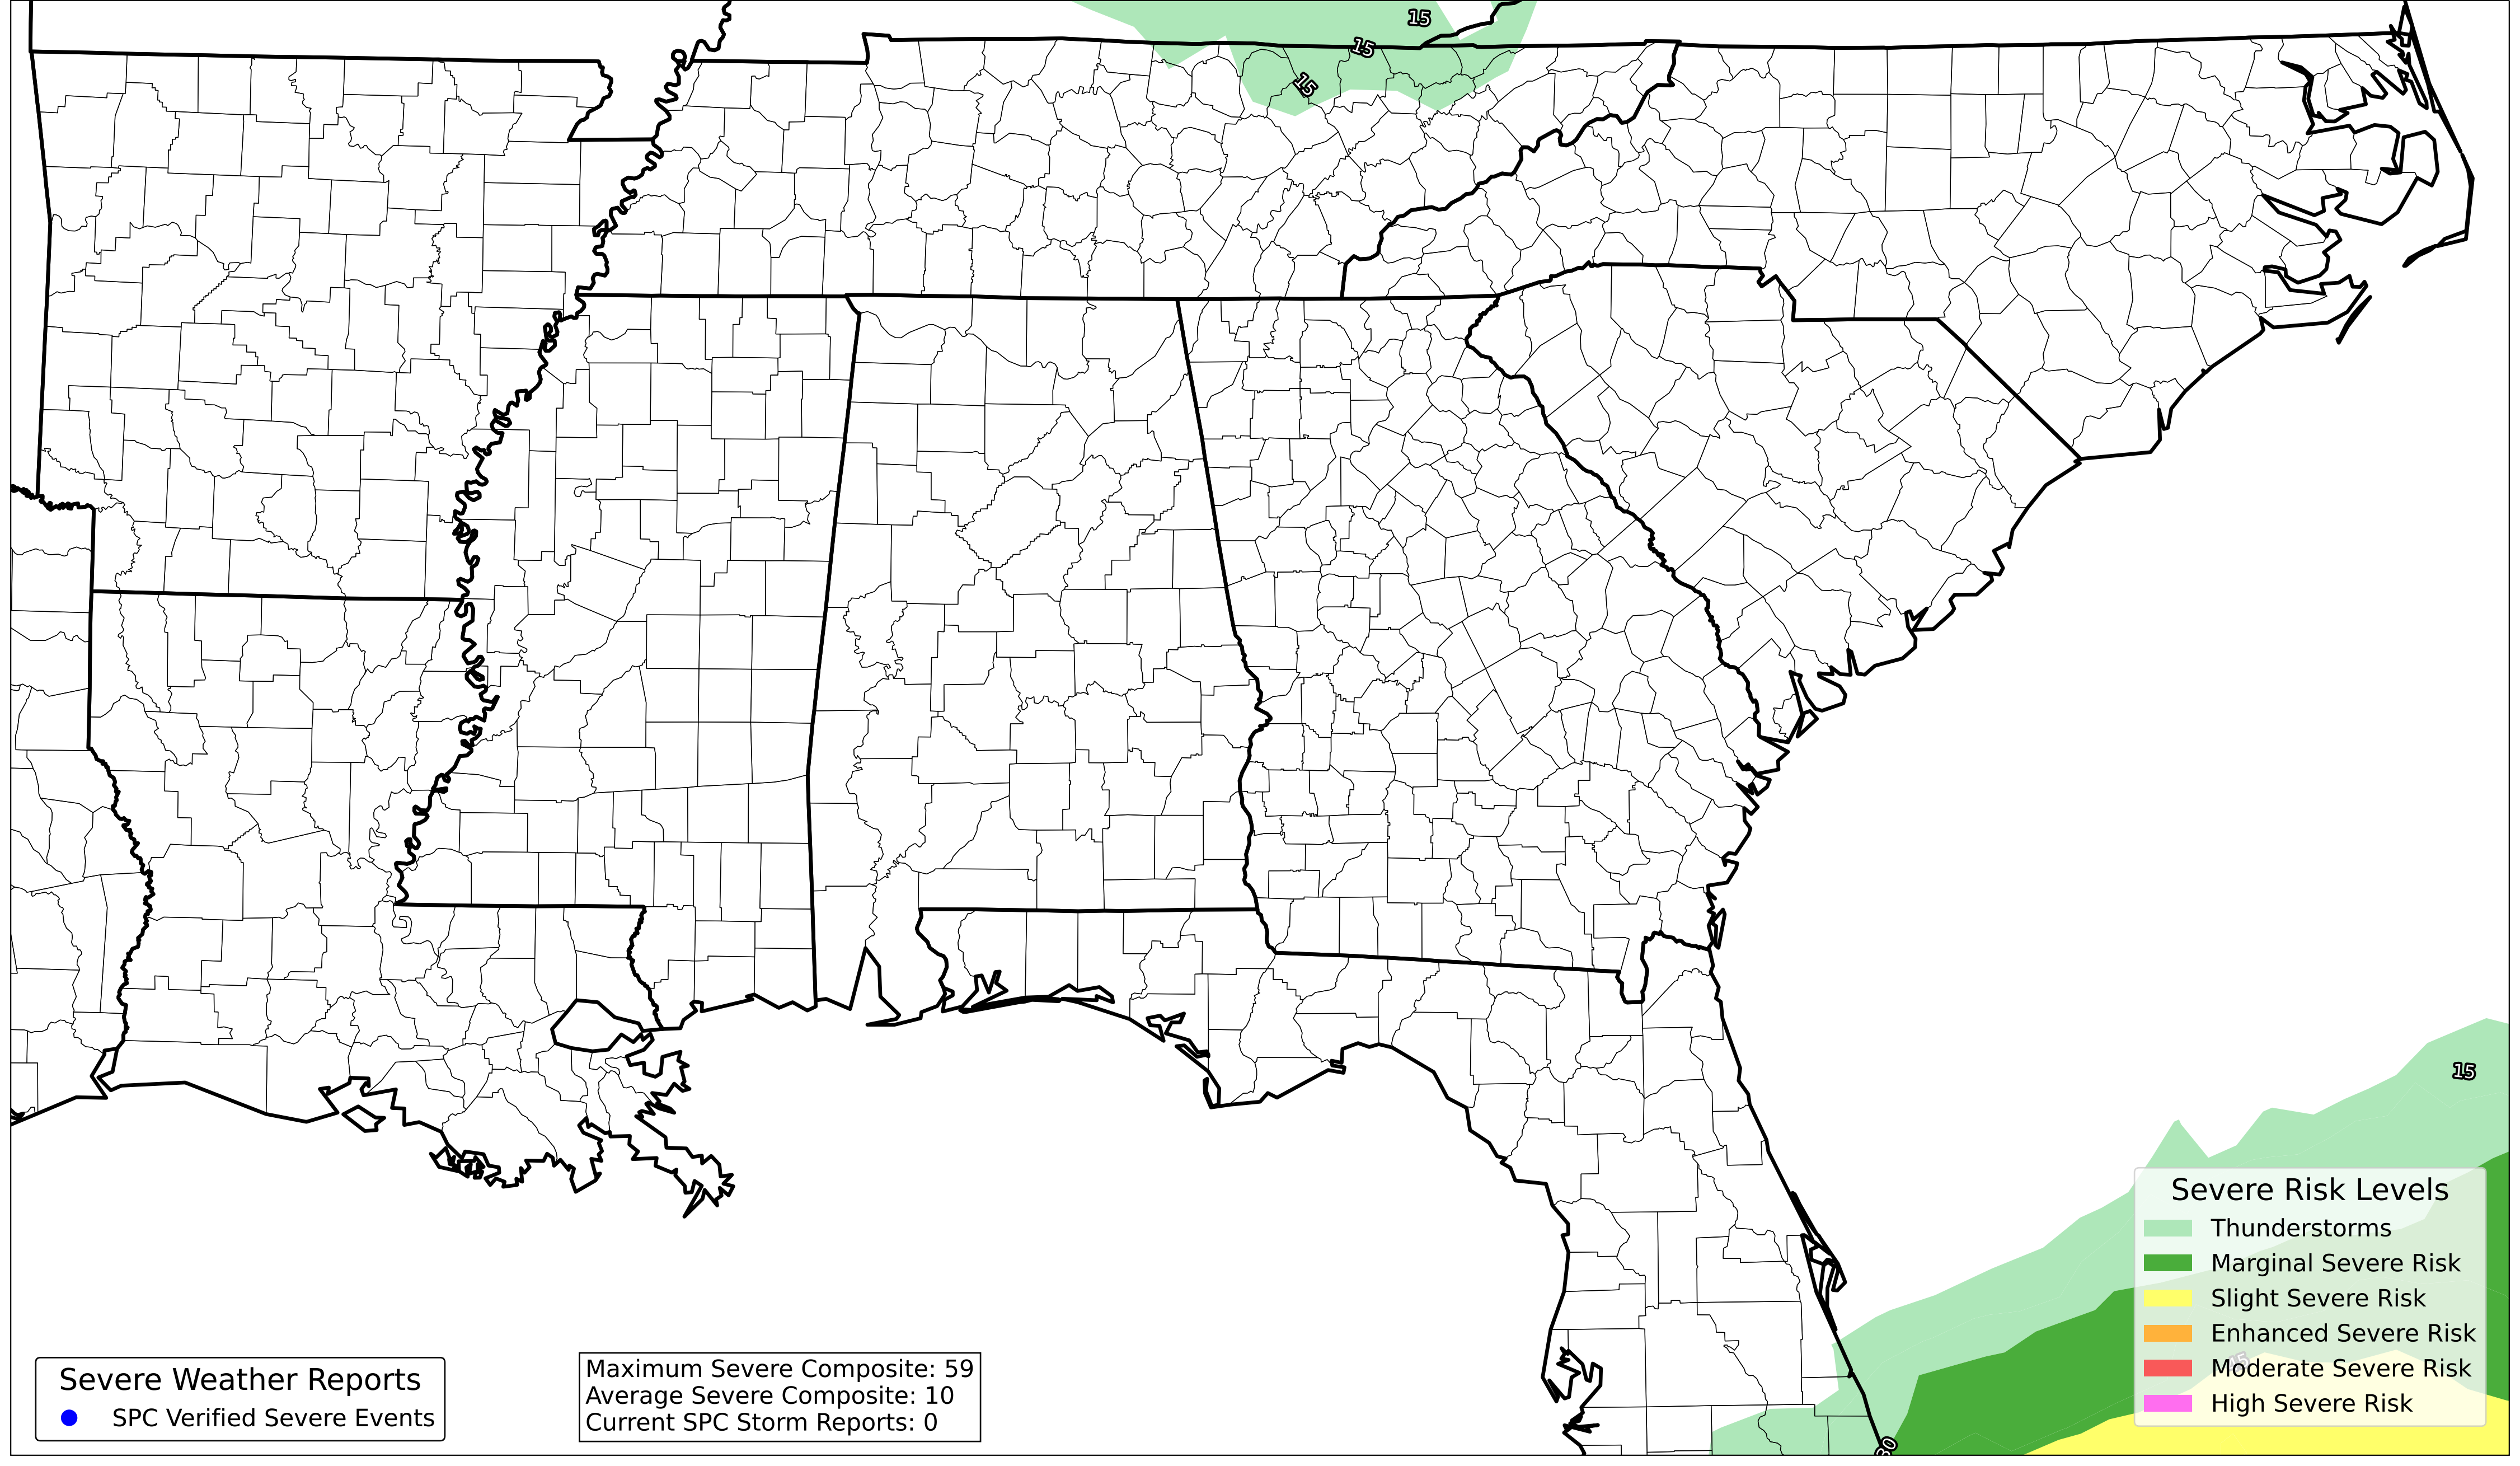 15
15
15
15
Severe Risk Levels
Thunderstorms
Marginal Severe Risk
Slight Severe Risk
Enhanced Severe Risk
Moderate Severe Risk
High Severe Risk
Severe Weather Reports
SPC Verified Severe Events
Maximum Severe Composite: 59
Average Severe Composite: 10
Current SPC Storm Reports: 0